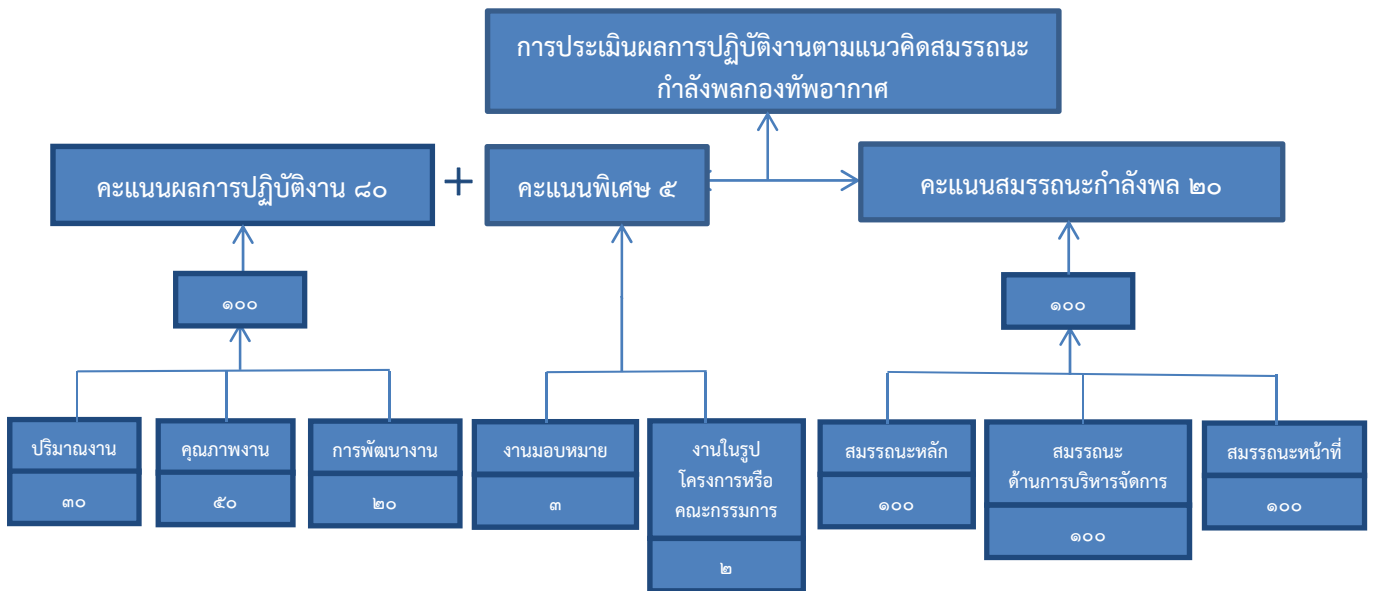 การประเมินผลการปฏิบัติงานตามแนวคิดสมรรถนะ
กำลังพลกองทัพอากาศ
คะแนนผลการปฏิบัติงาน ๘๐
+
คะแนนพิเศษ ๕
คะแนนสมรรถนะกำลังพล ๒๐
๑๐๐
๑๐๐
ปริมาณงาน
๓๐
คุณภาพงาน
๕๐
การพัฒนางาน
๒๐
งานมอบหมาย
๓
งานในรูป
โครงการหรือ
คณะกรรมการ
๒
สมรรถนะหลัก
๑๐๐
สมรรถนะ
ด้านการบริหารจัดการ
๑๐๐
สมรรถนะหน้าที่
๑๐๐